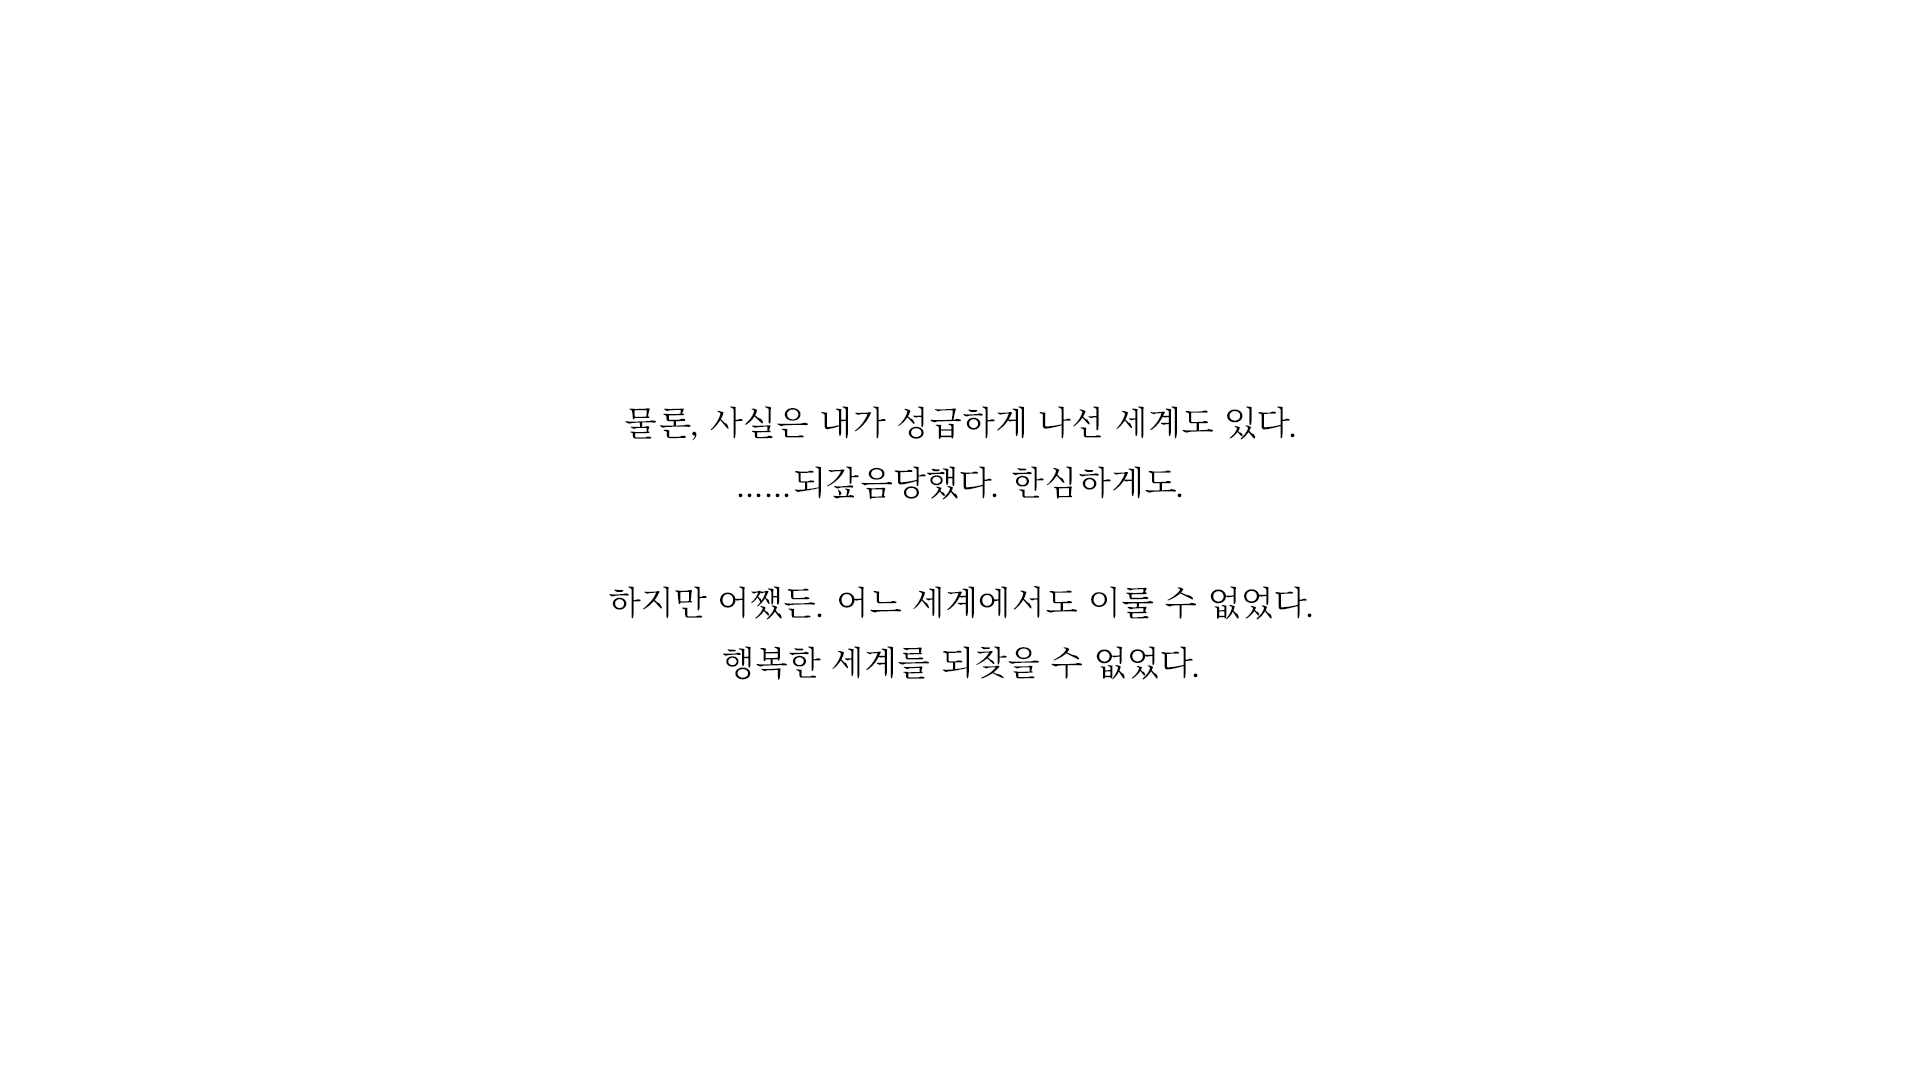 물론, 사실은 내가 성급하게 나선 세계도 있다.
……되갚음당했다. 한심하게도.
하지만 어쨌든. 어느 세계에서도 이룰 수 없었다.
행복한 세계를 되찾을 수 없었다.